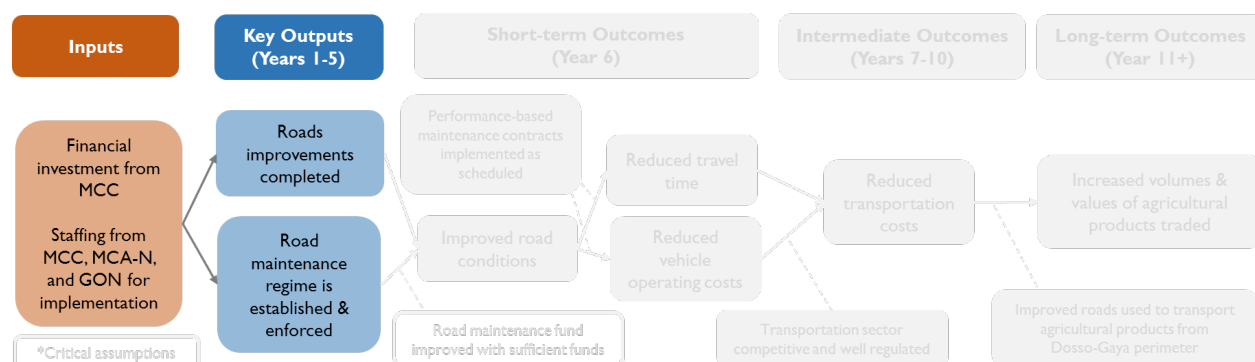 Inputs
Key Outputs
(Years 1-5)
Short-term Outcomes
(Year 6)
Intermediate Outcomes
(Years 7-10)
Long-term Outcomes
(Year 11+)
Financial
investment from
MCC
Staffing from
MCC, MCA-N,
and GON for
implementation
Roads
improvements
completed
Road
maintenance
regime is
established &
enforced
Performance-based
maintenance contracts
implemented as
scheduled
Improved road
conditions
Reduced travel
time
Reduced
vehicle
operating costs
Reduced
transportation
costs
Increased volumes &
values of agricultural
products traded
*Critical assumptions
Road maintenance fund
improved with sufficient funds
Transportation sector
competitive and well regulated
Improved roads used to transport
agricultural products from
Dosso-Gaya perimeter